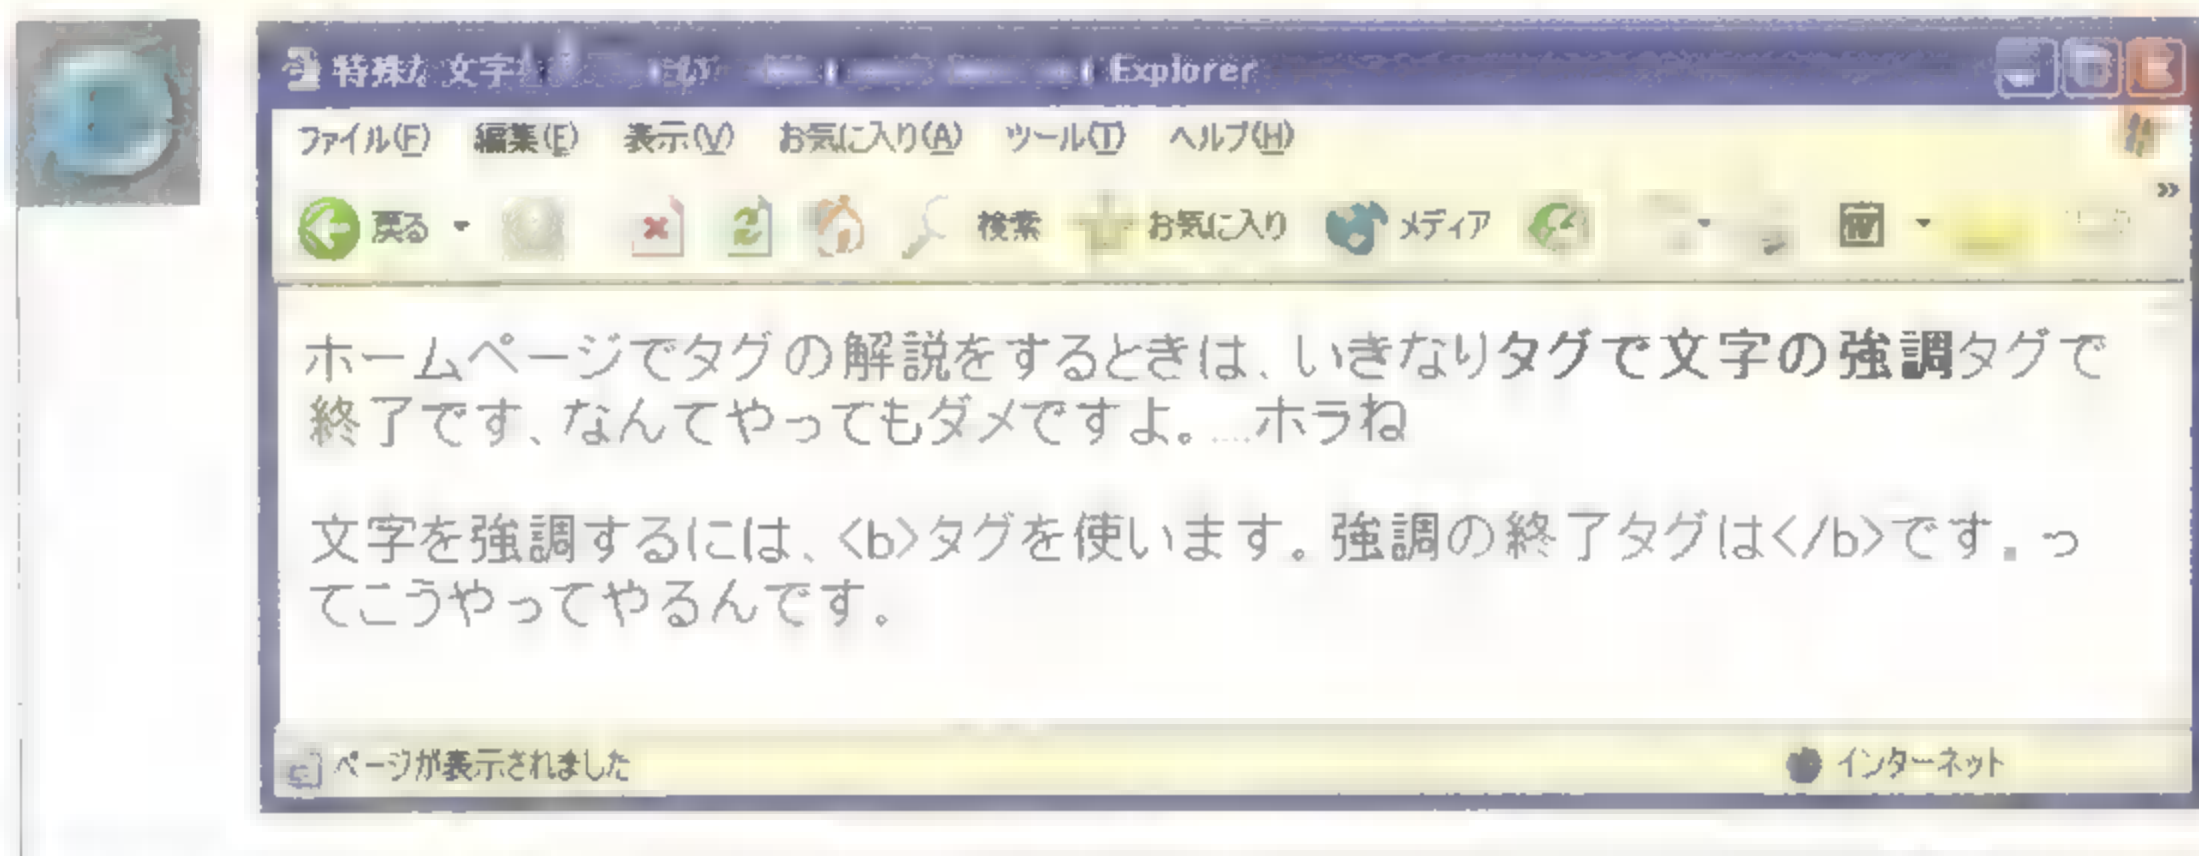 特殊な文字 Explorer
ファイル(F) 編集(E) 表示(V) お気に入り(A) ツール(T) ヘルプ(H)
戻る 検索 お気に入り メディア »
ホームページでタグの解説をするときは、いきなりタグで文字の強調タグで
終了です、なんてやってもダメですよ。…ホラね
文字を強調するには、<b>タグを使います。強調の終了タグは</b>です。っ
てこうやってやるんです。
ページが表示されました インターネット